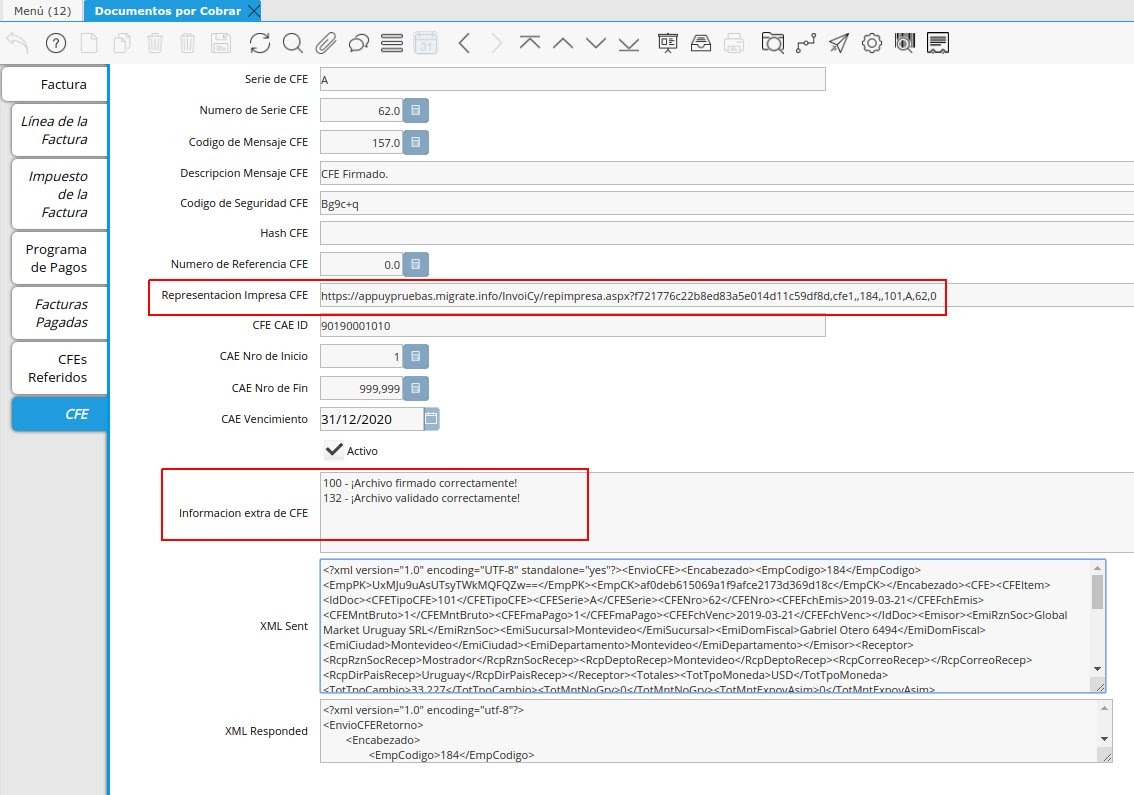 Menú (12)
Documentos por Cobrar
31
Factura
Línea de la
Factura
Impuesto
de la
Factura
Programa
de Pagos
Facturas
Pagadas
CFEs
Referidos
CFE
Serie de CFE A
Numero de Serie CFE 62.0
Codigo de Mensaje CFE 157.0
Descripcion Mensaje CFE CFE Firmado.
Codigo de Seguridad CFE Bg9c+q
Hash CFE
Numero de Referencia CFE 0.0
Representacion Impresa CFE https://appuypruebas.migrate.info/InvoiCy/repimpresa.aspx?f721776c22b8ed83a5e014d11c59df8d,cfe1,,184,,101,A,62,0
CFE CAE ID 90190001010
CAE Nro de Inicio 1
CAE Nro de Fin 999,999
CAE Vencimiento 31/12/2020
Activo
Informacion extra de CFE
100 - ¡Archivo firmado correctamente!
132 - ¡Archivo validado correctamente!
XML Sent
<?xml version="1.0" encoding="UTF-8" standalone="yes"?><EnvioCFE><Encabezado><EmpCodigo>184</EmpCodigo>
<EmpPK>UxMJu9uAsUTsyTWkMQFQZw==</EmpPK><EmpCK>af0deb615069a1f9afce2173d369d18c</EmpCK></Encabezado><CFE><CFEItem>
<IdDoc><CFETipoCFE>101</CFETipoCFE><CFESerie>A</CFESerie><CFENro>62</CFENro><CFEFchEmis>2019-03-21</CFEFchEmis>
<CFEMntBruto>1</CFEMntBruto><CFEFmaPago>1</CFEFmaPago><CFEFchVenc>2019-03-21</CFEFchVenc></IdDoc><Emisor><EmiRznSoc>Global
Market Uruguay SRL</EmiRznSoc><EmiSucursal>Montevideo</EmiSucursal><EmiDomFiscal>Gabriel Otero 6494</EmiDomFiscal>
<EmiCiudad>Montevideo</EmiCiudad><EmiDepartamento>Montevideo</EmiDepartamento></Emisor><Receptor>
<RcpRznSocRecep>Mostrador</RcpRznSocRecep><RcpDeptoRecep>Montevideo</RcpDeptoRecep><RcpCorreoRecep></RcpCorreoRecep>
<RcpDirPaisRecep>Uruguay</RcpDirPaisRecep></Receptor><Totales><TotTpoMoneda>USD</TotTpoMoneda>
<TotTpoCambio>33.227</TotTpoCambio><TotMntNoGrv>0</TotMntNoGrv><TotMntExpoyAsim>0</TotMntExpoyAsim>
XML Responded
<?xml version="1.0" encoding="utf-8"?>
<EnvioCFERetorno>
<Encabezado>
<EmpCodigo>184</EmpCodigo>